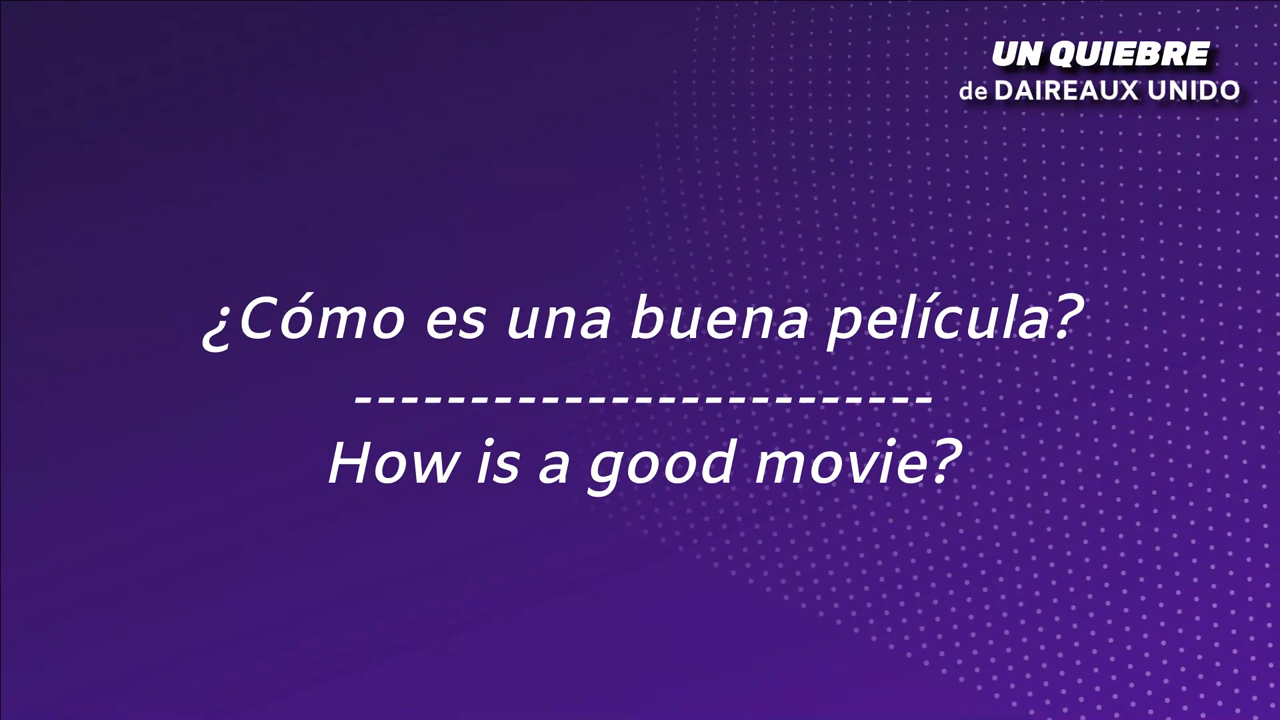 UN QUIEBRE
de DAIREAUX UNIDO
¿Cómo es una buena película?
-------------------------
How is a good movie?